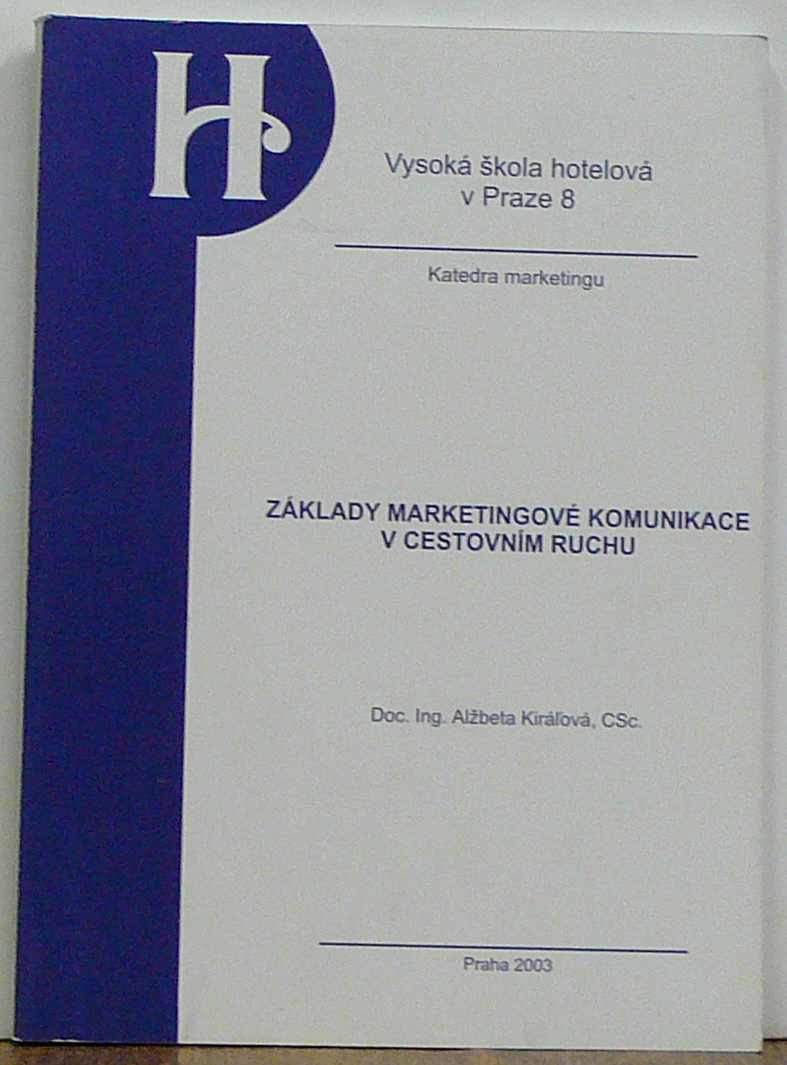 H
Vysoká škola hotelová
v Praze 8
Katedra marketingu
ZÁKLADY MARKETINGOVÉ KOMUNIKACE
V CESTOVNÍM RUCHU
Doc. Ing. Alžbeta Kiráľová, CSc.
Praha 2003